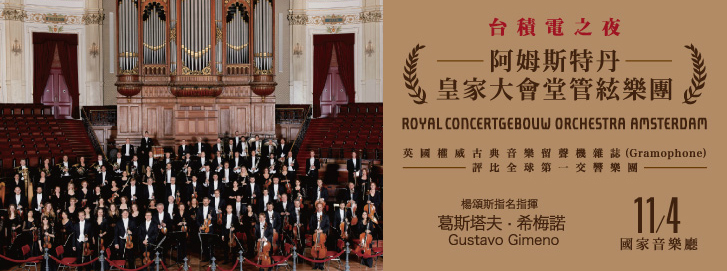 台積電之夜
阿姆斯特丹
皇家大會堂管絃樂團
ROYAL CONCERTGEBOUW ORCHESTRA AMSTERDAM
英國權威古典音樂留聲機雜誌(Gramophone)
評比全球第一交響樂團
楊頌斯指名指揮
葛斯塔夫·希梅諾
Gustavo Gimeno
11/4
國家音樂廳